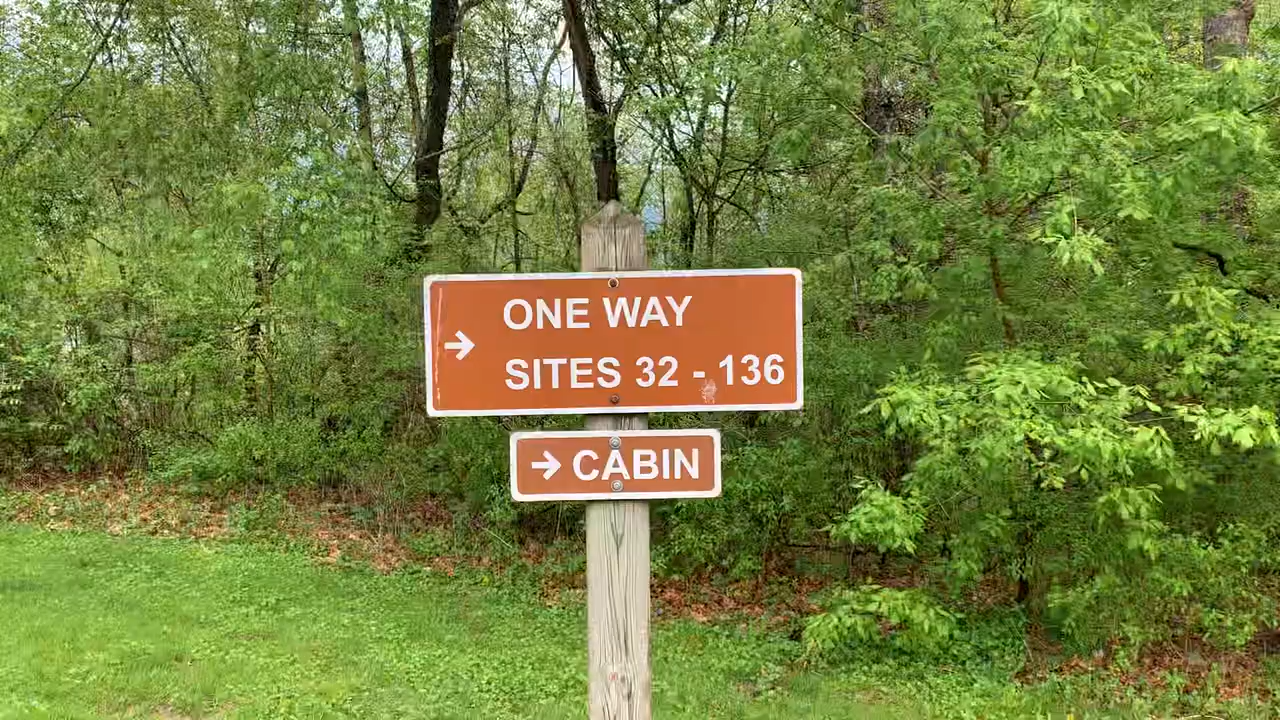 ONE WAY
→ SITES 32 - 136
→ CABIN